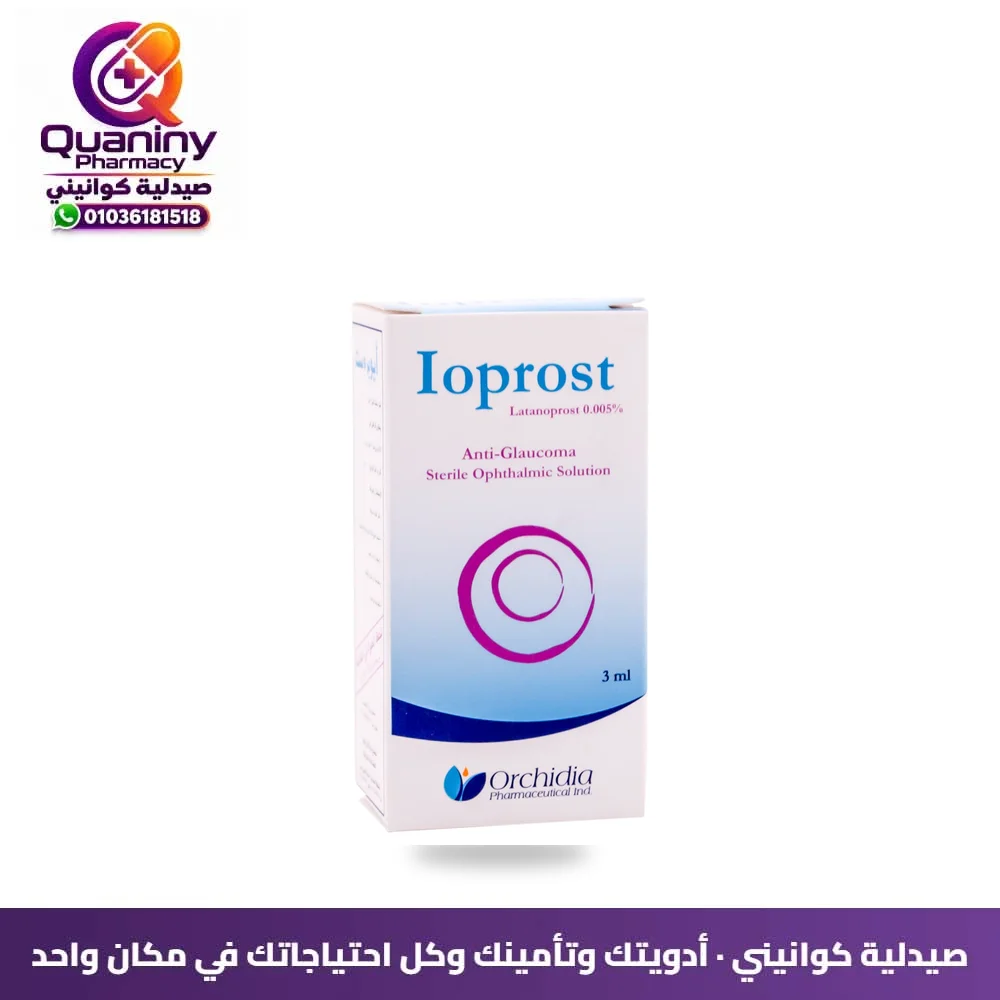 Quaniny
Pharmacy
صيدلية كوانيني
01036181518
Ioprost
Latanoprost 0.005%
Anti-Glaucoma
Sterile Ophthalmic Solution
3 ml
Orchidia
Pharmaceutical Ind.
صيدلية كوانيني · أدويتك وتأمينك وكل احتياجاتك في مكان واحد